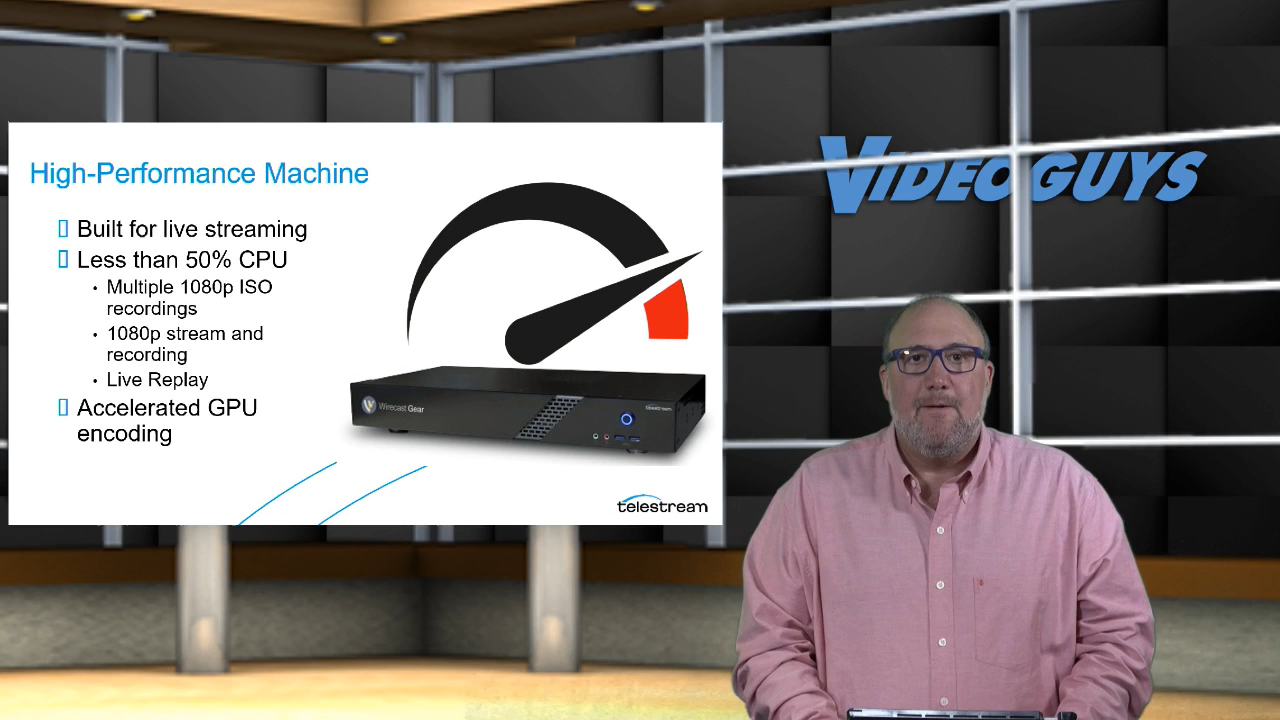 High-Performance Machine
Built for live streaming
Less than 50% CPU
• Multiple 1080p ISO
recordings
• 1080p stream and
recording
• Live Replay
Accelerated GPU
encoding
Wirecast Gear
telestream
telestream
VIDEOGUYS